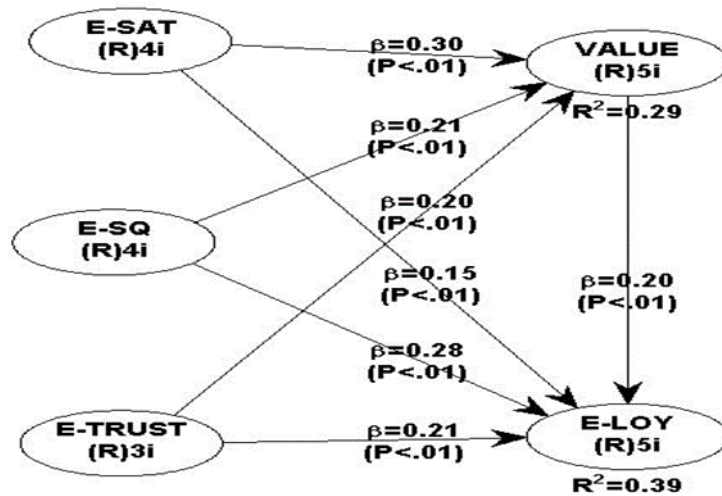 E-SAT
(R)4i
β=0.30
(P<.01)
VALUE
(R)5i
R²=0.29
β=0.21
(P<.01)
E-SQ
(R)4i
β=0.20
(P<.01)
β=0.15
(P<.01)
β=0.20
(P<.01)
β=0.28
(P<.01)
E-TRUST
(R)3i
β=0.21
(P<.01)
E-LOY
(R)5i
R²=0.39